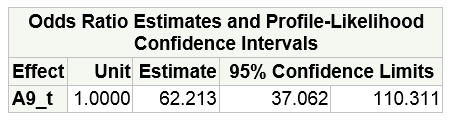 Odds Ratio Estimates and Profile-Likelihood
Confidence Intervals
Effect Unit Estimate 95% Confidence Limits
A9_t 1.0000 62.213 37.062 110.311